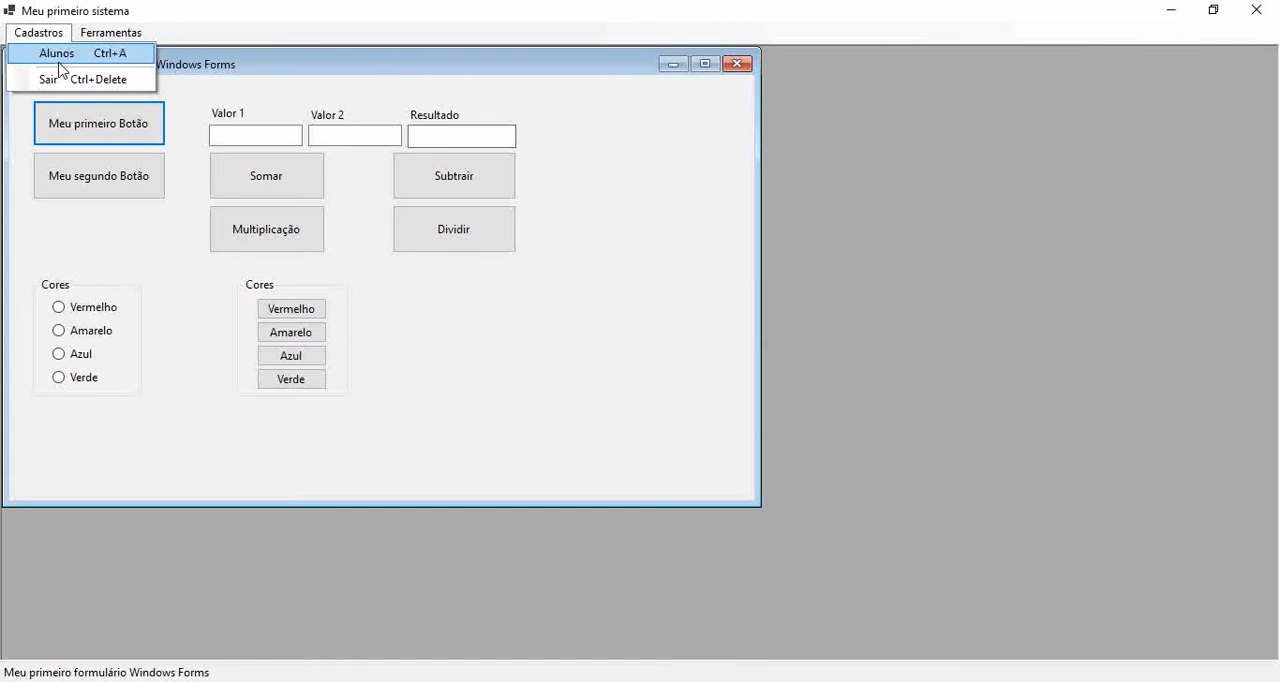 Meu primeiro sistema
Cadastros Ferramentas
Alunos Ctrl+A
Sair Ctrl+Delete
Windows Forms
Meu primeiro Botão
Meu segundo Botão
Valor 1 Valor 2 Resultado
Somar Subtrair
Multiplicação Dividir
Cores
Vermelho
Amarelo
Azul
Verde
Cores
Vermelho
Amarelo
Azul
Verde
Meu primeiro formulário Windows Forms